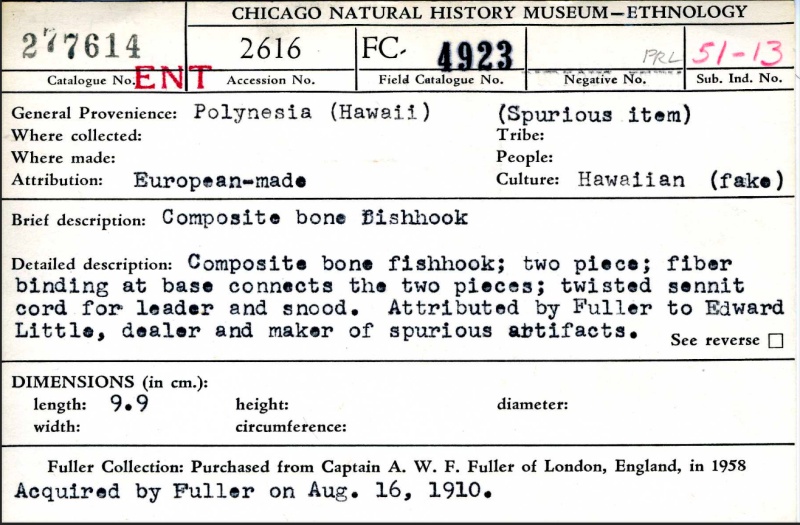 CHICAGO NATURAL HISTORY MUSEUM—ETHNOLOGY
277614 2616 FC- 4923 PRL 51-13
Catalogue No. ENT Accession No. Field Catalogue No. Negative No. Sub. Ind. No.
General Provenience: Polynesia (Hawaii) (Spurious item)
Where collected: Tribe:
Where made: People:
Attribution: European-made Culture: Hawaiian (fake)
Brief description: Composite bone Bishhook
Detailed description: Composite bone fishhook; two piece; fiber
binding at base connects the two pieces; twisted sennit
cord for leader and snood. Attributed by Fuller to Edward
Little, dealer and maker of spurious abtifacts.
See reverse
DIMENSIONS (in cm.):
length: 9.9 height: diameter:
width: circumference:
Fuller Collection: Purchased from Captain A. W. F. Fuller of London, England, in 1958
Acquired by Fuller on Aug. 16, 1910.